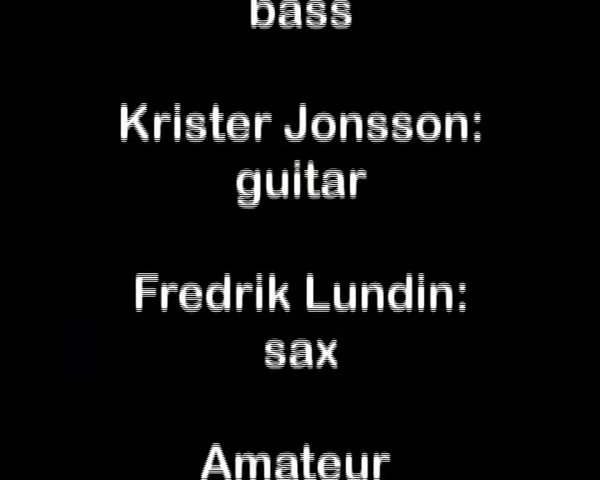 bass
Krister Jonsson:
guitar
Fredrik Lundin:
sax
Amateur